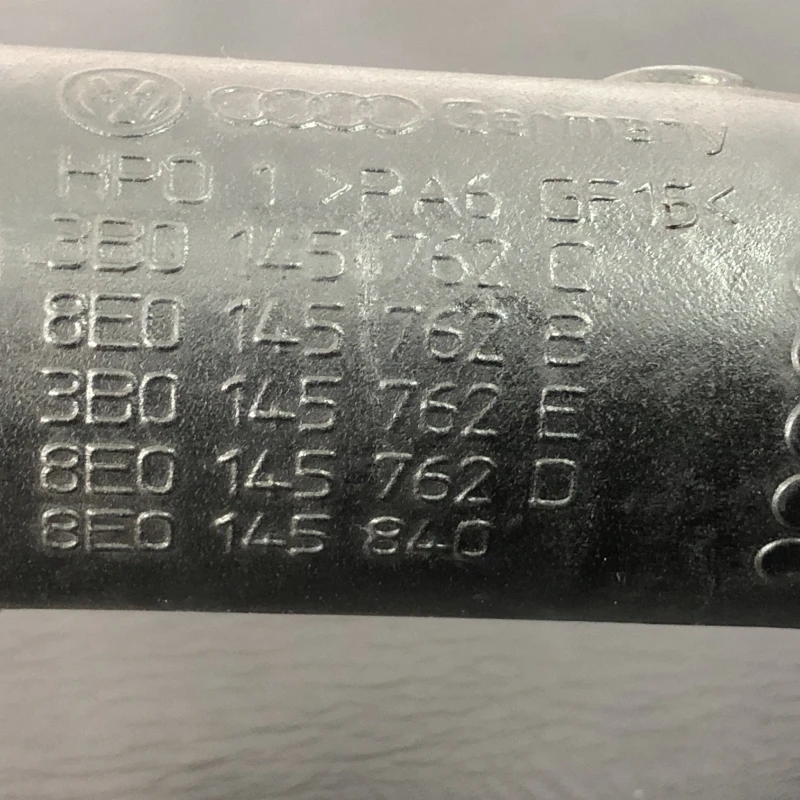 Germany
HPO 1 >PA6 GF15<
3B0 145 762 C
8E0 145 762 B
3B0 145 762 E
8E0 145 762 D
8E0 145 840